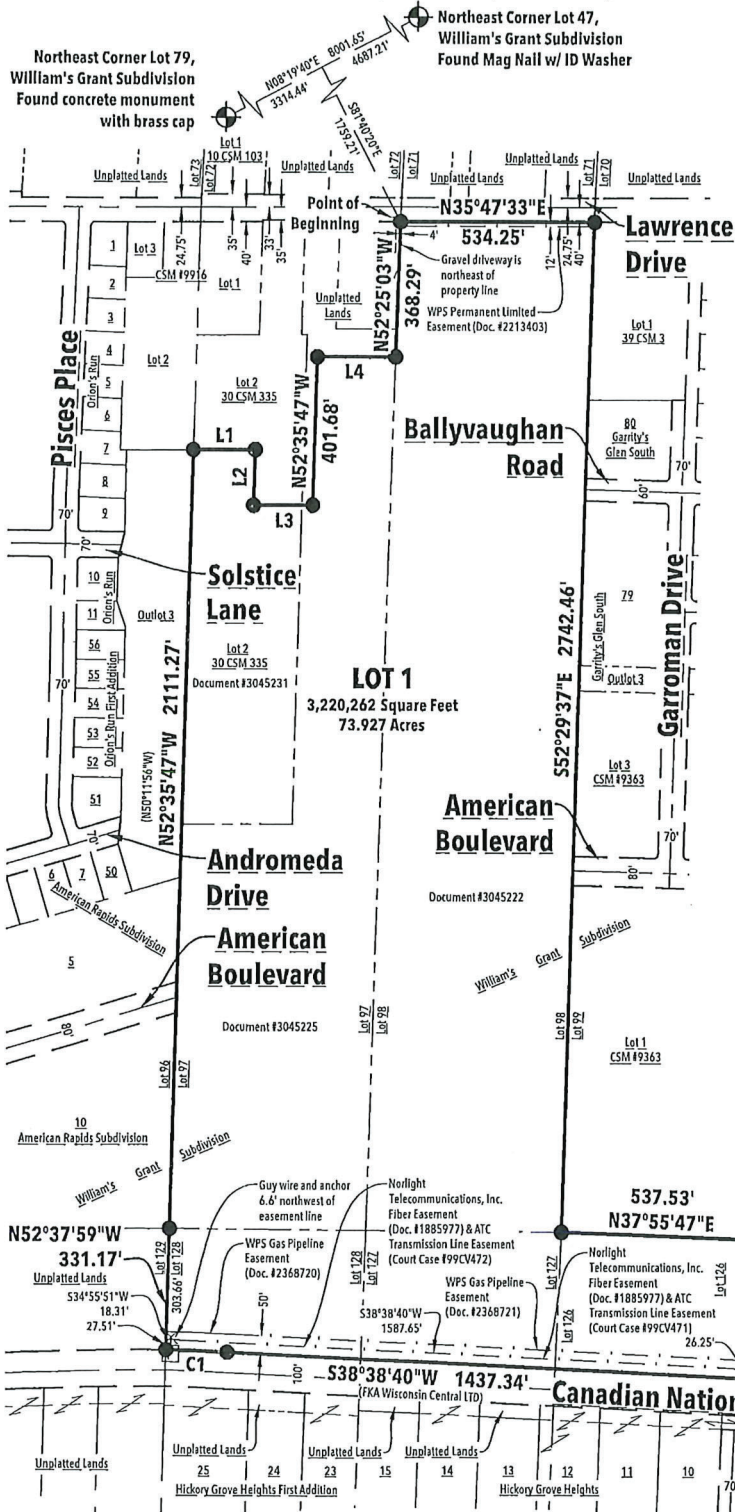 Northeast Corner Lot 47,
William's Grant Subdivision
Found Mag Nail w/ ID Washer
Northeast Corner Lot 79,
William's Grant Subdivision
Found concrete monument
with brass cap
N08°19'40"E 8001.65'
3314.44' 4687.21'
S81°40'20"E
1759.21'
Lot 1
10 CSM 103
Unplatted Lands
Lot 73
Lot 72
Unplatted Lands
Lot 72
Lot 71
Unplatted Lands
Unplatted Lands
Lot 71
Lot 70
Unplatted Lands
Point of
Beginning
N35°47'33"E
534.25'
Lawrence
Drive
1
Lot 3
24.75'
35'
33'
35'
40'
4'
12'
24.75'
40'
CSM #9916
Lot 1
2
3
4
5
6
7
8
9
Orion's Run
Pisces Place
Unplatted
Lands
N52°25'03"W
368.29'
Gravel driveway is
northeast of
property line
WPS Permanent Limited
Easement (Doc. #2213403)
Lot 1
39 CSM 3
Lot 2
Lot 2
30 CSM 335
L4
N52°35'47"W
401.68'
L1
L2
L3
Ballyvaughan
Road
80
Garrity's
Glen South
70'
60'
70'
70'
Solstice
Lane
10
11
Orion's Run
Outlot 3
56
55
54
53
52
51
Orion's Run First Addition
70'
Lot 2
30 CSM 335
Document #3045231
LOT 1
3,220,262 Square Feet
73.927 Acres
S52°29'37"E 2742.46'
Garrity's Glen South
79
Outlot 3
Garroman Drive
Lot 3
CSM #9363
(N50°11'56"W)
N52°35'47"W 2111.27'
American
Boulevard
70'
80'
70'
6
7
50
American Rapids Subdivision
Andromeda
Drive
Document #3045222
American
Boulevard
William's Grant Subdivision
5
80'
Document #3045225
Lot 97
Lot 98
Lot 98
Lot 99
Lot 1
CSM #9363
Lot 96
Lot 97
10
American Rapids Subdivision
William's Grant Subdivision
N52°37'59"W
331.17'
Unplatted Lands
S34°55'51"W
18.31'
27.51'
Lot 129
Lot 128
303.66'
Guy wire and anchor
6.6' northwest of
easement line
WPS Gas Pipeline
Easement
(Doc. #2368720)
Norlight
Telecommunications, Inc.
Fiber Easement
(Doc. #1885977) & ATC
Transmission Line Easement
(Court Case #99CV472)
Lot 128
Lot 127
537.53'
N37°55'47"E
Norlight
Telecommunications, Inc.
Fiber Easement
(Doc. #1885977) & ATC
Transmission Line Easement
(Court Case #99CV471)
Lot 127
Lot 126
Lot 126
WPS Gas Pipeline
Easement
(Doc. #2368721)
S38°38'40"W
1587.65'
26.25'
50'
C1
100'
S38°38'40"W 1437.34'
(FKA Wisconsin Central LTD)
Canadian Nation
Unplatted Lands
Unplatted Lands
Unplatted Lands
Unplatted Lands
25
24
23
15
14
13
12
11
10
70'
Hickory Grove Heights First Addition
Hickory Grove Heights